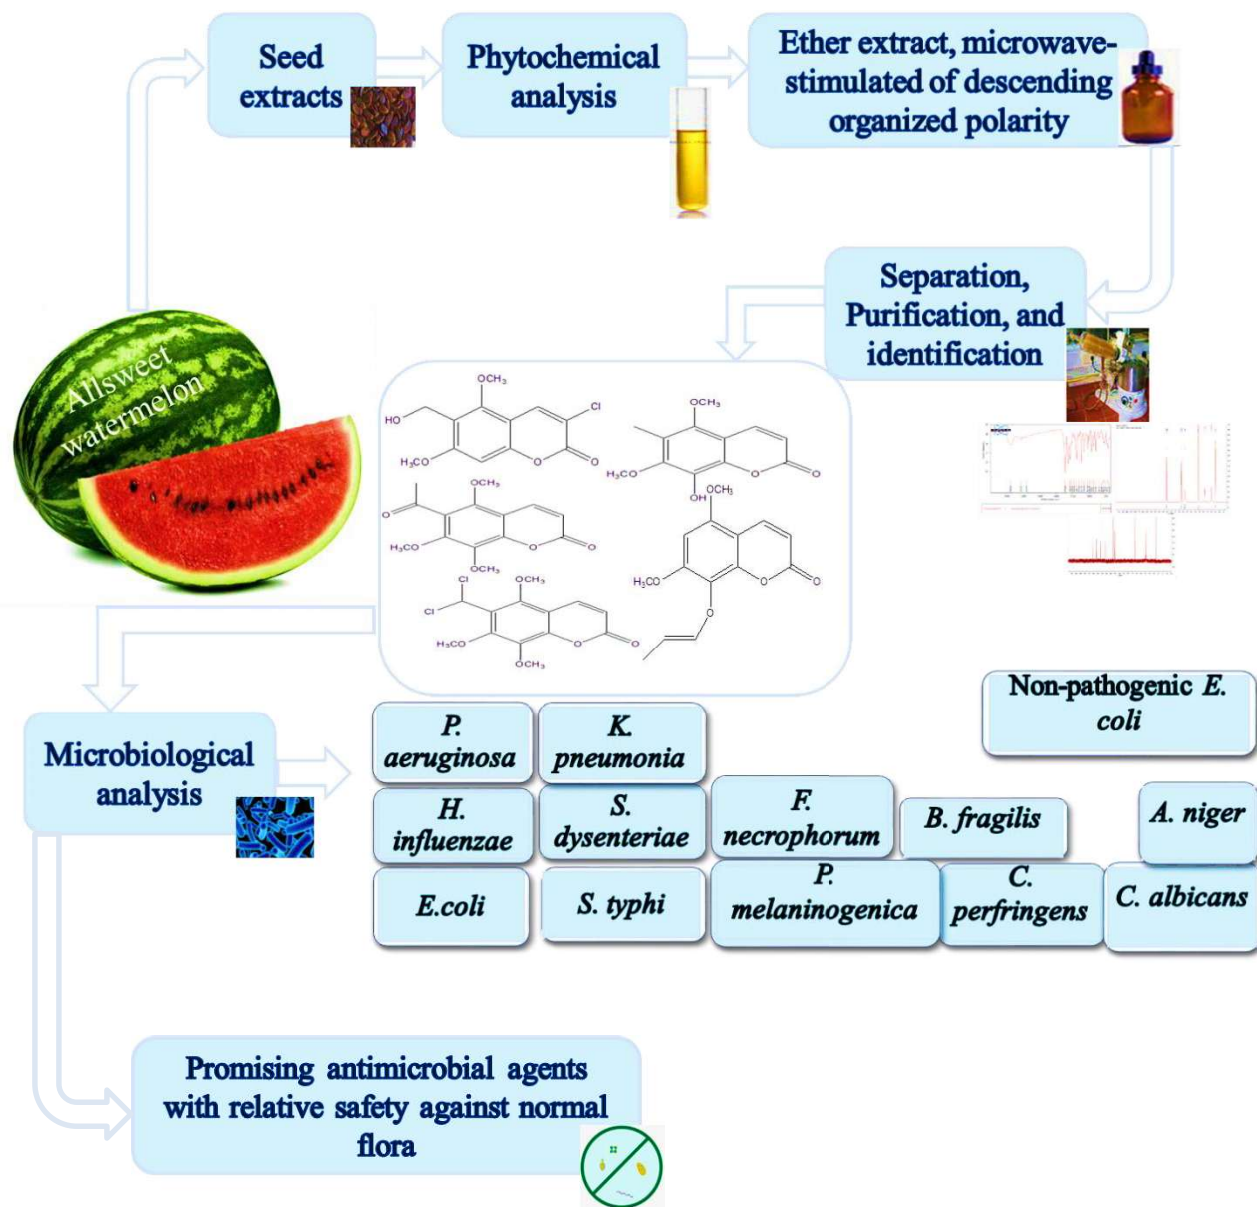 Seed
extracts
Phytochemical
analysis
Ether extract, microwave-
stimulated of descending
organized polarity
Separation,
Purification, and
identification
Allsweet
watermelon
OCH₃
HO
Cl
H₃CO
O
O
OCH₃
H₃CO
O
O
OH
OCH₃
O
H₃CO
O
O
OCH₃
OCH₃
H₃CO
O
O
O
Cl
OCH₃
Cl
H₃CO
O
O
OCH₃
Microbiological
analysis
P.
aeruginosa
K.
pneumonia
Non-pathogenic E.
coli
H.
influenzae
S.
dysenteriae
F.
necrophorum
B. fragilis
A. niger
E.coli
S. typhi
P.
melaninogenica
C.
perfringens
C. albicans
Promising antimicrobial agents
with relative safety against normal
flora